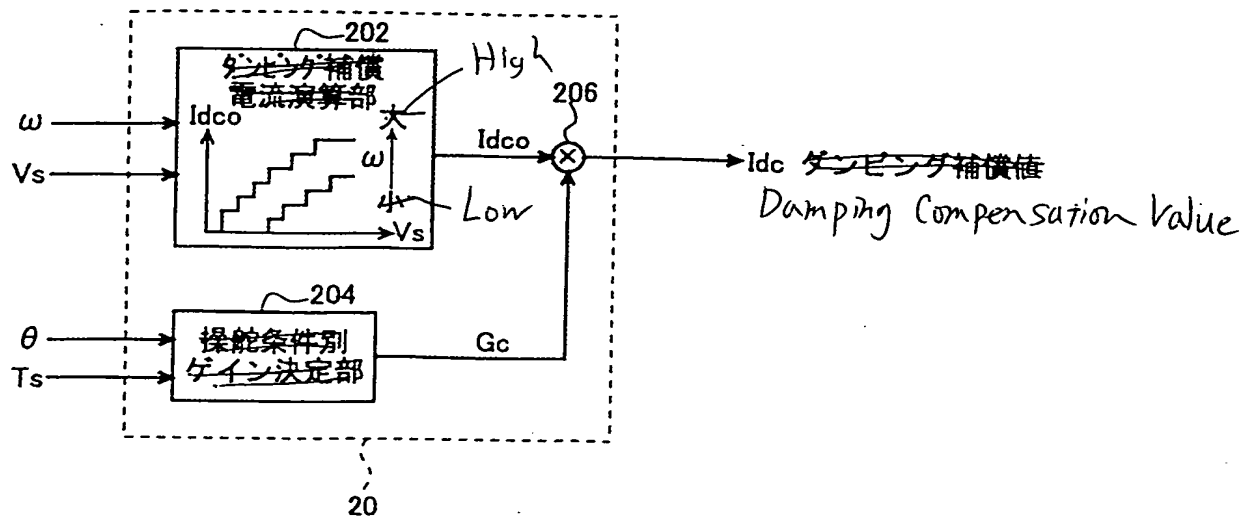 202
ダンピング補償
電流演算部
High
206
ω
Idco
大
Idco
ω
Vs
Idc ダンピング補償値
小
Low
Vs
Damping Compensation Value
204
θ
操舵条件別
Gc
Ts
ゲイン決定部
20